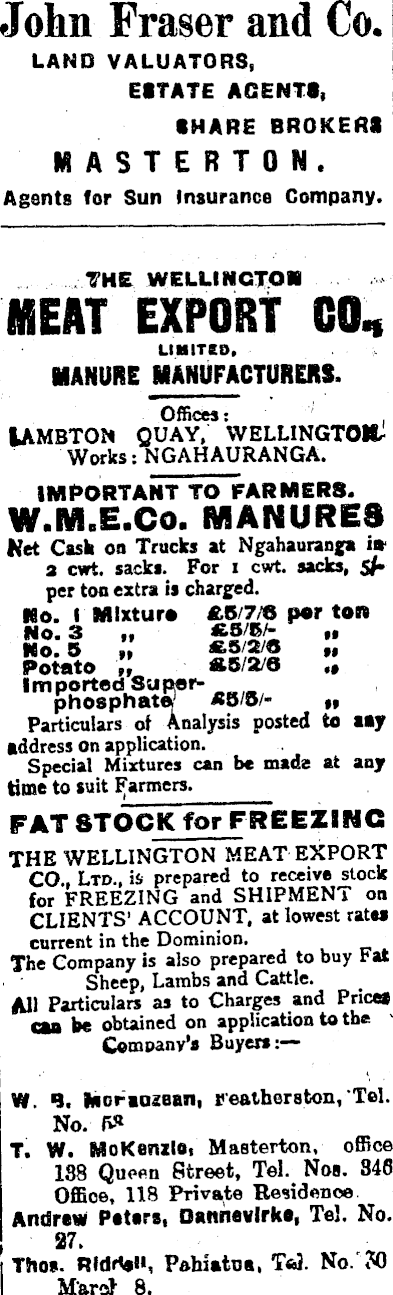 John Fraser and Co.
LAND VALUATORS,
ESTATE AGENTS,
SHARE BROKERS
MASTERTON.
Agents for Sun Insurance Company.
THE WELLINGTON
MEAT EXPORT CO.,
LIMITED,
MANURE MANUFACTURERS.
Offices:
LAMBTON QUAY, WELLINGTON.
Works: NGAHAURANGA.
IMPORTANT TO FARMERS.
W.M.E.Co. MANURES
Net Cash on Trucks at Ngahauranga in
2 cwt. sacks. For 1 cwt. sacks, 5/-
per ton extra is charged.
No. 1 Mixture £5/7/6 per ton
No. 3 ,, £5/5/- ,,
No. 5 ,, £5/2/6 ,,
Potato ,, £5/2/6 ,,
Imported Super-
phosphate £5/5/- ,,
Particulars of Analysis posted to any
address on application.
Special Mixtures can be made at any
time to suit Farmers.
FAT STOCK for FREEZING
THE WELLINGTON MEAT EXPORT
CO., LTD., is prepared to receive stock
for FREEZING and SHIPMENT on
CLIENTS' ACCOUNT, at lowest rates
current in the Dominion.
The Company is also prepared to buy Fat
Sheep, Lambs and Cattle.
All Particulars as to Charges and Prices
can be obtained on application to the
Company's Buyers:—
W. Featherston, Tel.
No.
T. W. McKenzie, Masterton, office
138 Queen Street, Tel. Nos. 346
Office, 118 Private Residence.
Andrew Peters, Dannevirke, Tel. No.
27.
Thos. Riddell, Pahiatua, Tel. No. 30
March 8.